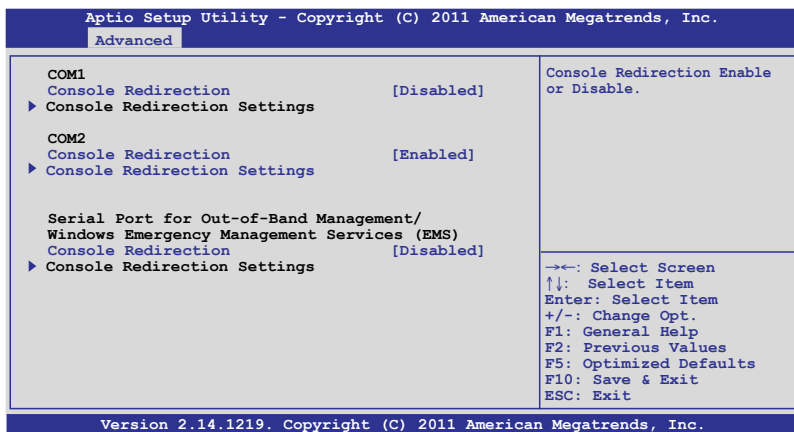 Aptio Setup Utility - Copyright (C) 2011 American Megatrends, Inc.
Advanced
COM1
Console Redirection [Disabled]
Console Redirection Settings
COM2
Console Redirection [Enabled]
Console Redirection Settings
Serial Port for Out-of-Band Management/
Windows Emergency Management Services (EMS)
Console Redirection [Disabled]
Console Redirection Settings
Console Redirection Enable
or Disable.
→←: Select Screen
↑↓: Select Item
Enter: Select Item
+/-: Change Opt.
F1: General Help
F2: Previous Values
F5: Optimized Defaults
F10: Save & Exit
ESC: Exit
Version 2.14.1219. Copyright (C) 2011 American Megatrends, Inc.